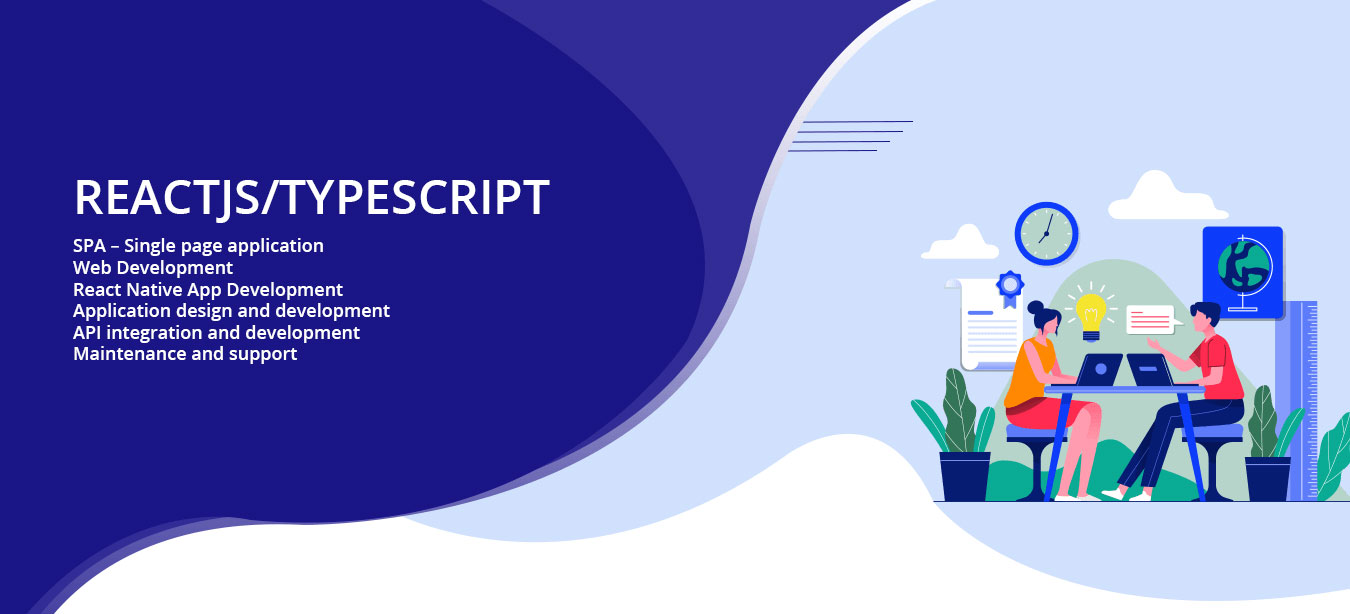 REACTJS/TYPESCRIPT
SPA – Single page application
Web Development
React Native App Development
Application design and development
API integration and development
Maintenance and support